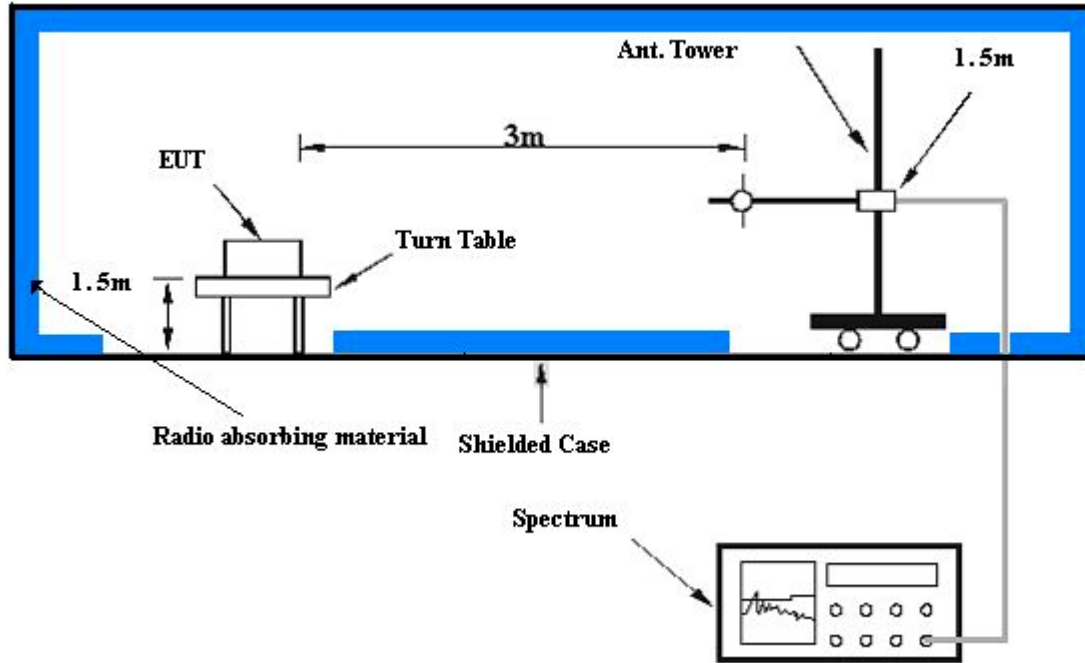 Ant. Tower
1.5m
3m
EUT
Turn Table
1.5m
Radio absorbing material
Shielded Case
Spectrum